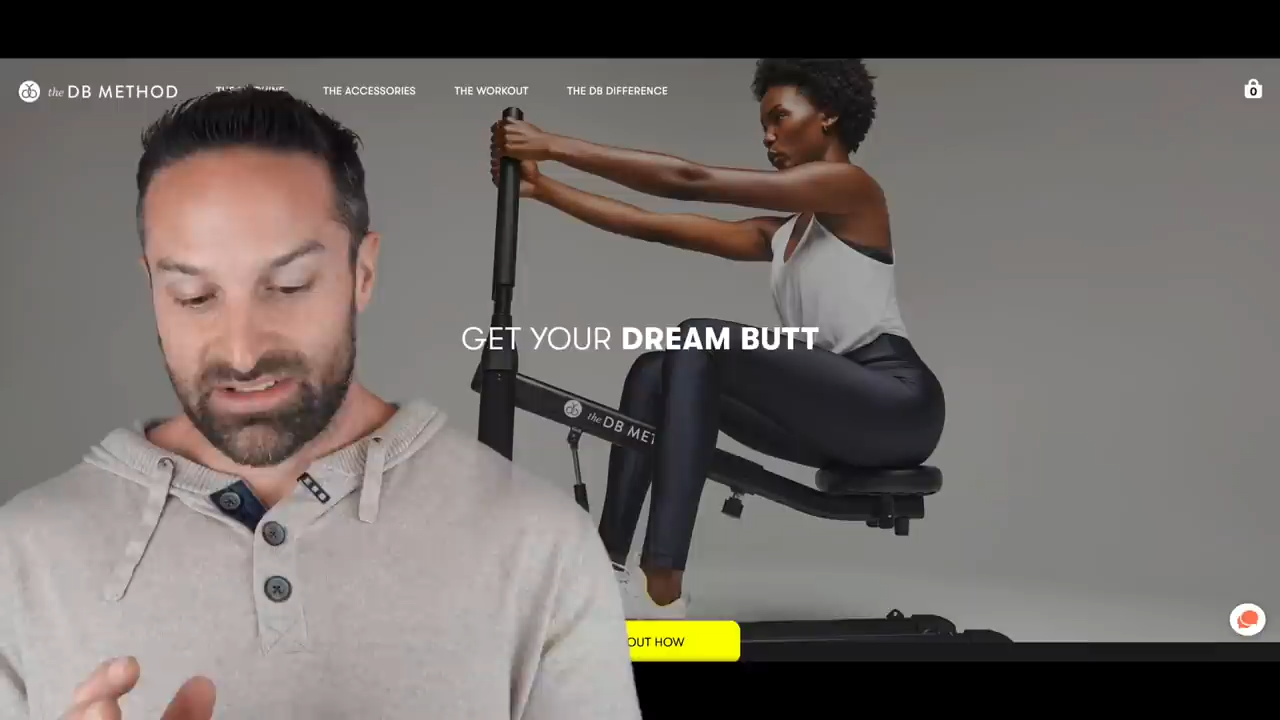 the DB METHOD
THE ACCESSORIES
THE WORKOUT
THE DB DIFFERENCE
0
GET YOUR DREAM BUTT
the DB MET
OUT HOW